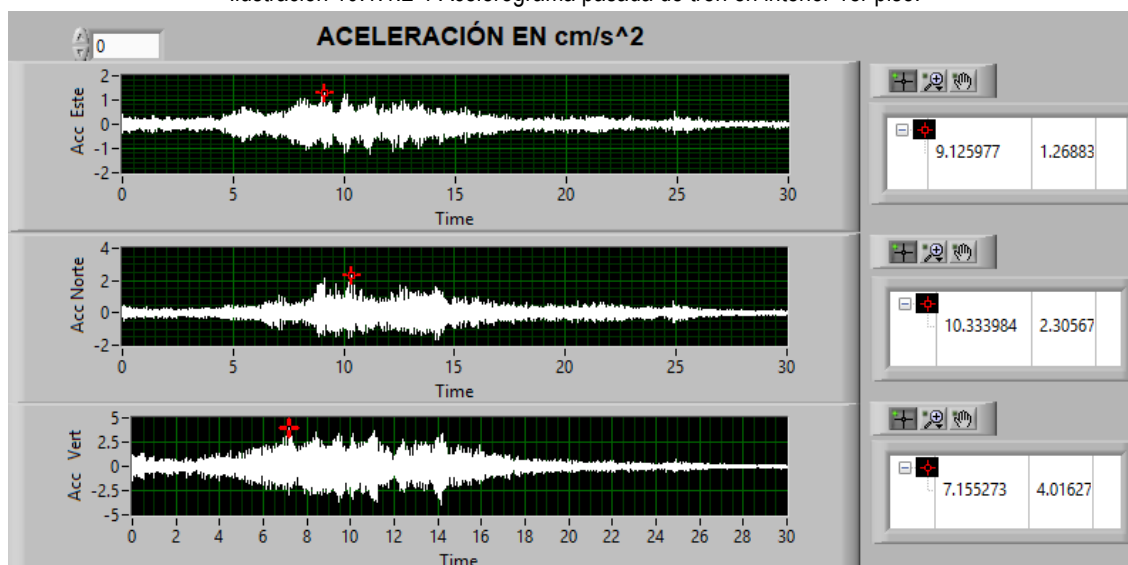 0
ACELERACIÓN EN cm/s^2
Acc Este
2
1
0
-1
-2
0 5 10 15 20 25 30
Time
9.125977 1.26883
Acc Norte
4
2
0
-2
0 5 10 15 20 25 30
Time
10.333984 2.30567
Acc Vert
5
2.5
0
-2.5
-5
0 2 4 6 8 10 12 14 16 18 20 22 24 26 28 30
Time
7.155273 4.01627